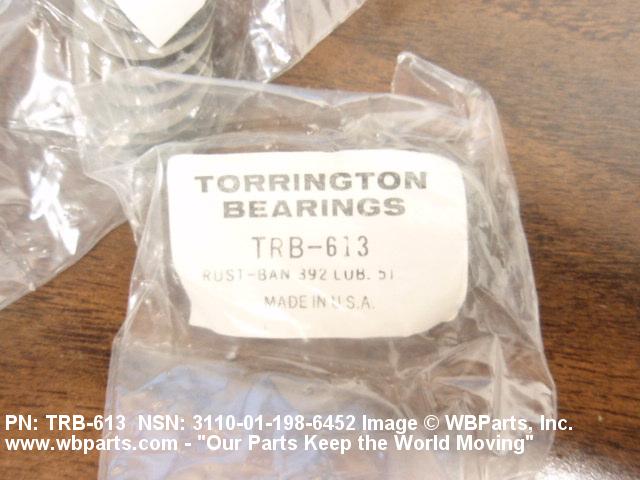 TORRINGTON
BEARINGS
TRB-613
RUST-BAN 392 LUB. 51
MADE IN U.S.A.
PN: TRB-613 NSN: 3110-01-198-6452 Image © WBParts, Inc.
www.wbparts.com - "Our Parts Keep the World Moving"